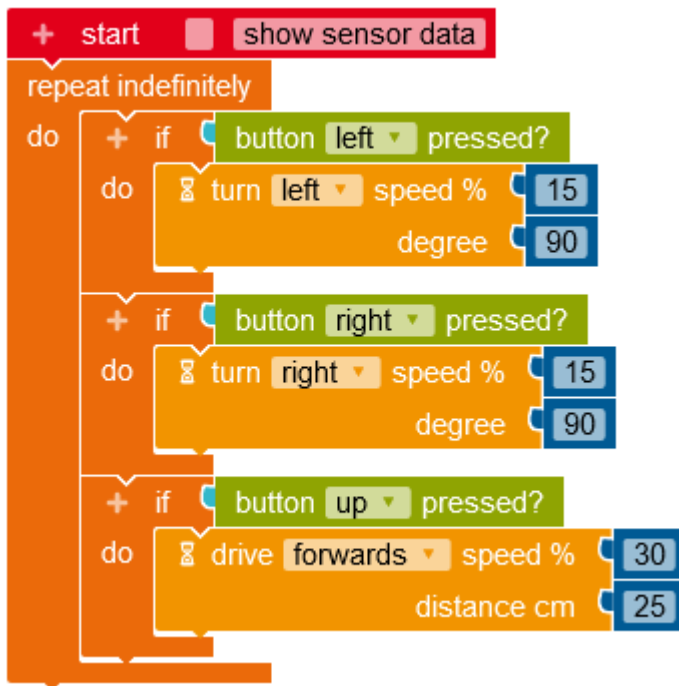 + start show sensor data
repeat indefinitely
do + if button left ▾ pressed?
do turn left ▾ speed % 15
degree 90
+ if button right ▾ pressed?
do turn right ▾ speed % 15
degree 90
+ if button up ▾ pressed?
do drive forwards ▾ speed % 30
distance cm 25